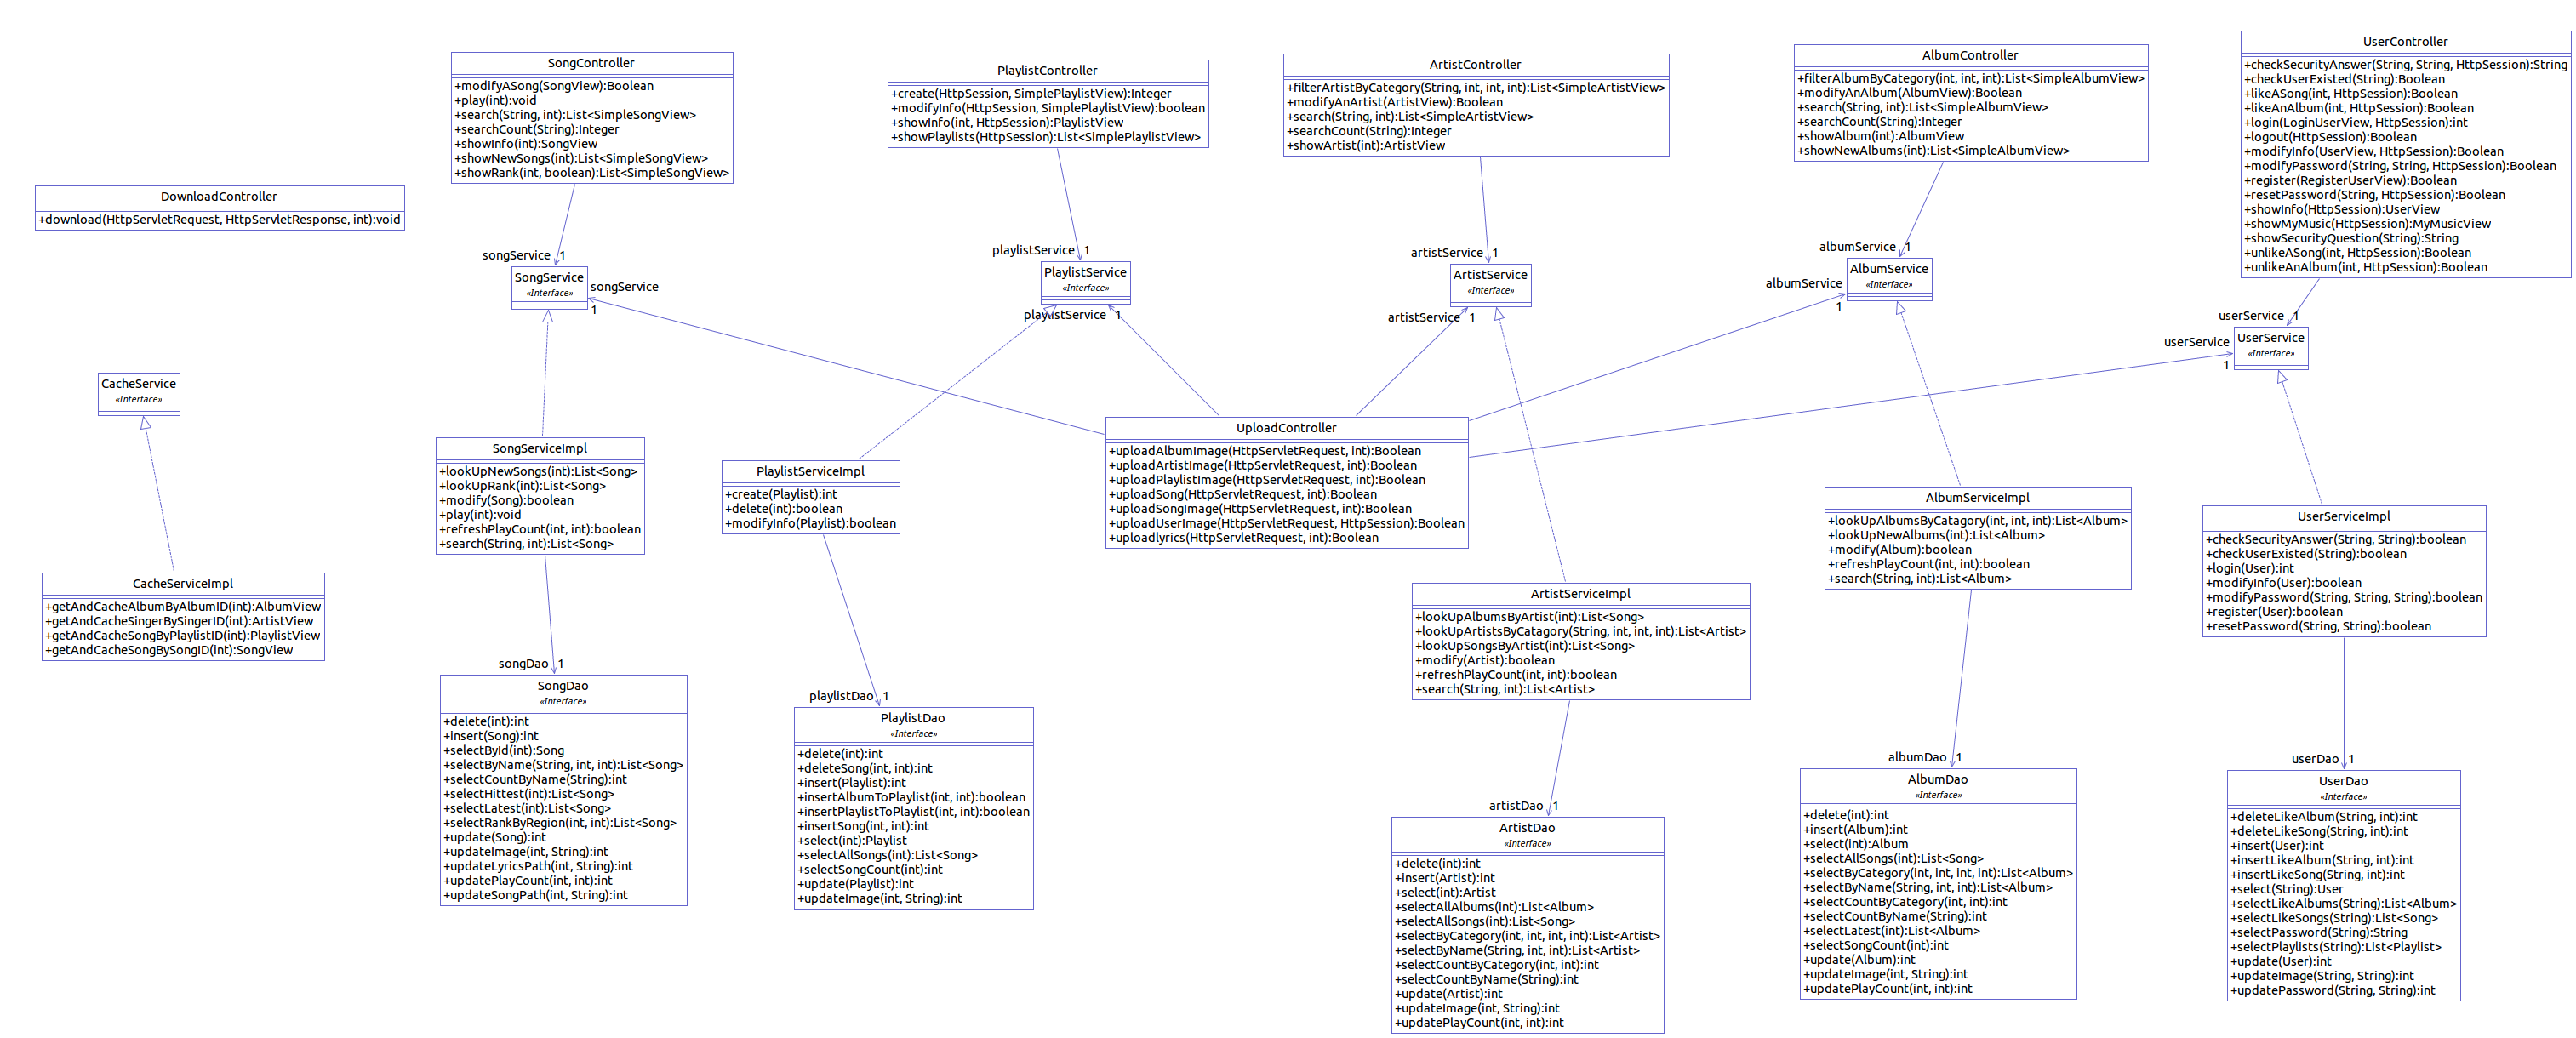 SongController
+modifyASong(SongView):Boolean
+play(int):void
+search(String, int):List<SimpleSongView>
+searchCount(String):Integer
+showInfo(int):SongView
+showNewSongs(int):List<SimpleSongView>
+showRank(int, boolean):List<SimpleSongView>
PlaylistController
+create(HttpSession, SimplePlaylistView):Integer
+modifyInfo(HttpSession, SimplePlaylistView):boolean
+showInfo(int, HttpSession):PlaylistView
+showPlaylists(HttpSession):List<SimplePlaylistView>
ArtistController
+filterArtistByCategory(String, int, int, int):List<SimpleArtistView>
+modifyAnArtist(ArtistView):Boolean
+search(String, int):List<SimpleArtistView>
+searchCount(String):Integer
+showArtist(int):ArtistView
AlbumController
+filterAlbumByCategory(int, int, int):List<SimpleAlbumView>
+modifyAnAlbum(AlbumView):Boolean
+search(String, int):List<SimpleAlbumView>
+searchCount(String):Integer
+showAlbum(int):AlbumView
+showNewAlbums(int):List<SimpleAlbumView>
UserController
+checkSecurityAnswer(String, String, HttpSession):String
+checkUserExisted(String):Boolean
+likeASong(int, HttpSession):Boolean
+likeAnAlbum(int, HttpSession):Boolean
+login(LoginUserView, HttpSession):int
+logout(HttpSession):Boolean
+modifyInfo(UserView, HttpSession):Boolean
+modifyPassword(String, String, HttpSession):Boolean
+register(RegisterUserView):Boolean
+resetPassword(String, HttpSession):Boolean
+showInfo(HttpSession):UserView
+showMyMusic(HttpSession):MyMusicView
+showSecurityQuestion(String):String
+unlikeASong(int, HttpSession):Boolean
+unlikeAnAlbum(int, HttpSession):Boolean
DownloadController
+download(HttpServletRequest, HttpServletResponse, int):void
songService 1
SongService
«Interface»
songService
1
playlistService 1
PlaylistService
«Interface»
playlistService 1
artistService 1
ArtistService
«Interface»
artistService 1
albumService 1
AlbumService
«Interface»
albumService
1
userService 1
UserService
«Interface»
userService
1
CacheService
«Interface»
SongServiceImpl
+lookUpNewSongs(int):List<Song>
+lookUpRank(int):List<Song>
+modify(Song):boolean
+play(int):void
+refreshPlayCount(int, int):boolean
+search(String, int):List<Song>
PlaylistServiceImpl
+create(Playlist):int
+delete(int):boolean
+modifyInfo(Playlist):boolean
UploadController
+uploadAlbumImage(HttpServletRequest, int):Boolean
+uploadArtistImage(HttpServletRequest, int):Boolean
+uploadPlaylistImage(HttpServletRequest, int):Boolean
+uploadSong(HttpServletRequest, int):Boolean
+uploadSongImage(HttpServletRequest, int):Boolean
+uploadUserImage(HttpServletRequest, HttpSession):Boolean
+uploadlyrics(HttpServletRequest, int):Boolean
AlbumServiceImpl
+lookUpAlbumsByCatagory(int, int, int):List<Album>
+lookUpNewAlbums(int):List<Album>
+modify(Album):boolean
+refreshPlayCount(int, int):boolean
+search(String, int):List<Album>
UserServiceImpl
+checkSecurityAnswer(String, String):boolean
+checkUserExisted(String):boolean
+login(User):int
+modifyInfo(User):boolean
+modifyPassword(String, String, String):boolean
+register(User):boolean
+resetPassword(String, String):boolean
CacheServiceImpl
+getAndCacheAlbumByAlbumID(int):AlbumView
+getAndCacheSingerBySingerID(int):ArtistView
+getAndCacheSongByPlaylistID(int):PlaylistView
+getAndCacheSongBySongID(int):SongView
ArtistServiceImpl
+lookUpAlbumsByArtist(int):List<Song>
+lookUpArtistsByCatagory(String, int, int, int):List<Artist>
+lookUpSongsByArtist(int):List<Song>
+modify(Artist):boolean
+refreshPlayCount(int, int):boolean
+search(String, int):List<Artist>
songDao 1
SongDao
«Interface»
+delete(int):int
+insert(Song):int
+selectById(int):Song
+selectByName(String, int, int):List<Song>
+selectCountByName(String):int
+selectHittest(int):List<Song>
+selectLatest(int):List<Song>
+selectRankByRegion(int, int):List<Song>
+update(Song):int
+updateImage(int, String):int
+updateLyricsPath(int, String):int
+updatePlayCount(int, int):int
+updateSongPath(int, String):int
playlistDao 1
PlaylistDao
«Interface»
+delete(int):int
+deleteSong(int, int):int
+insert(Playlist):int
+insertAlbumToPlaylist(int, int):boolean
+insertPlaylistToPlaylist(int, int):boolean
+insertSong(int, int):int
+select(int):Playlist
+selectAllSongs(int):List<Song>
+selectSongCount(int):int
+update(Playlist):int
+updateImage(int, String):int
artistDao 1
ArtistDao
«Interface»
+delete(int):int
+insert(Artist):int
+select(int):Artist
+selectAllAlbums(int):List<Album>
+selectAllSongs(int):List<Song>
+selectByCategory(int, int, int, int):List<Artist>
+selectByName(String, int, int):List<Artist>
+selectCountByCategory(int, int):int
+selectCountByName(String):int
+update(Artist):int
+updateImage(int, String):int
+updatePlayCount(int, int):int
albumDao 1
AlbumDao
«Interface»
+delete(int):int
+insert(Album):int
+select(int):Album
+selectAllSongs(int):List<Song>
+selectByCategory(int, int, int, int):List<Album>
+selectByName(String, int, int):List<Album>
+selectCountByCategory(int, int):int
+selectCountByName(String):int
+selectLatest(int):List<Album>
+selectSongCount(int):int
+update(Album):int
+updateImage(int, String):int
+updatePlayCount(int, int):int
userDao 1
UserDao
«Interface»
+deleteLikeAlbum(String, int):int
+deleteLikeSong(String, int):int
+insert(User):int
+insertLikeAlbum(String, int):int
+insertLikeSong(String, int):int
+select(String):User
+selectLikeAlbums(String):List<Album>
+selectLikeSongs(String):List<Song>
+selectPassword(String):String
+selectPlaylists(String):List<Playlist>
+update(User):int
+updateImage(String, String):int
+updatePassword(String, String):int